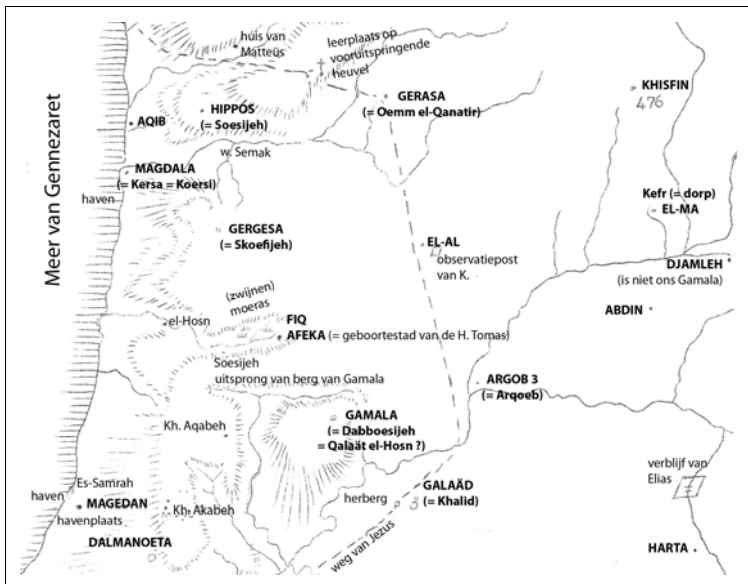 huis van
Matteüs
leerplaats op
vooruitspringende
heuvel
KHISFIN
476
HIPPOS
(= Soesijeh)
GERASA
(= Oemm el-Qanatir)
AQIB
w. Semak
MAGDALA
(= Kersa = Koersi)
haven
Meer van Gennezaret
Kefr (= dorp)
EL-MA
GERGESA
(= Skoefijeh)
EL-AL
observatiepost
van K.
DJAMLEH
(is niet ons Gamala)
(zwijnen)
moeras
ABDIN
el-Hosn
FIQ
AFEKA (= geboortestad van de H. Tomas)
Soesijeh
uitsprong van berg van Gamala
ARGOB 3
(= Arqoeb)
GAMALA
(= Dabboesijeh
= Qalaät el-Hosn ?)
Kh. Aqabeh
verblijf van
Elias
Es-Samrah
haven
MAGEDAN
havenplaats
Kh. Akabeh
herberg
GALAÄD
(= Khalid)
DALMANOETA
weg van Jezus
HARTA